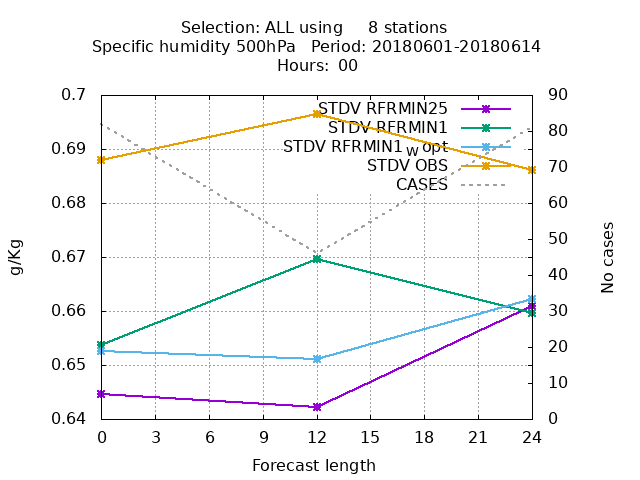 Selection: ALL using 8 stations
Specific humidity 500hPa Period: 20180601-20180614
Hours: 00
0.7
0.69
0.68
0.67
0.66
0.65
0.64
g/Kg
STDV RFRMIN25
STDV RFRMIN1
STDV RFRMIN1_w opt
STDV OBS
CASES
90
80
70
60
50
40
30
20
10
0
No cases
0 3 6 9 12 15 18 21 24
Forecast length